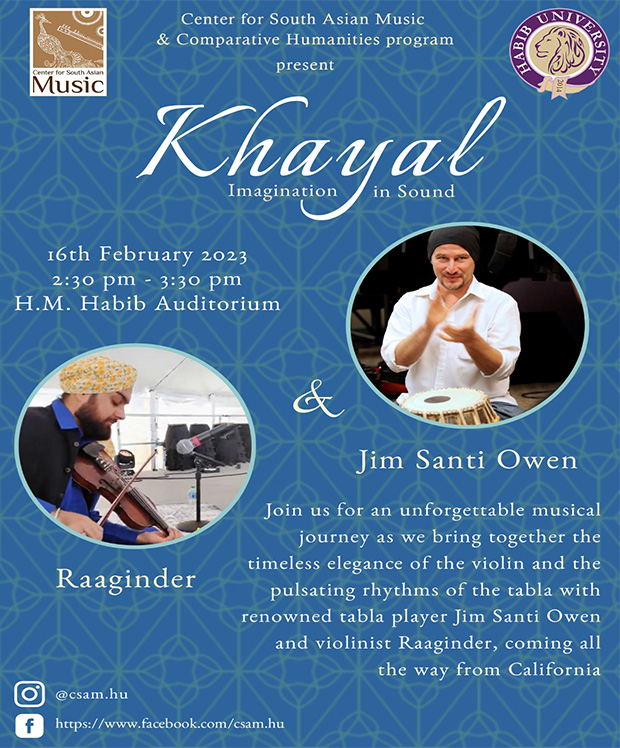 Center for South Asian Music
& Comparative Humanities program
present
Center for South Asian
Music
HABIB UNIVERSITY
2014
Khayal
Imagination in Sound
16th February 2023
2:30 pm - 3:30 pm
H.M. Habib Auditorium
&
Jim Santi Owen
Raaginder
Join us for an unforgettable musical
journey as we bring together the
timeless elegance of the violin and the
pulsating rhythms of the tabla with
renowned tabla player Jim Santi Owen
and violinist Raaginder, coming all
the way from California
@csam.hu
https://www.facebook.com/csam.hu